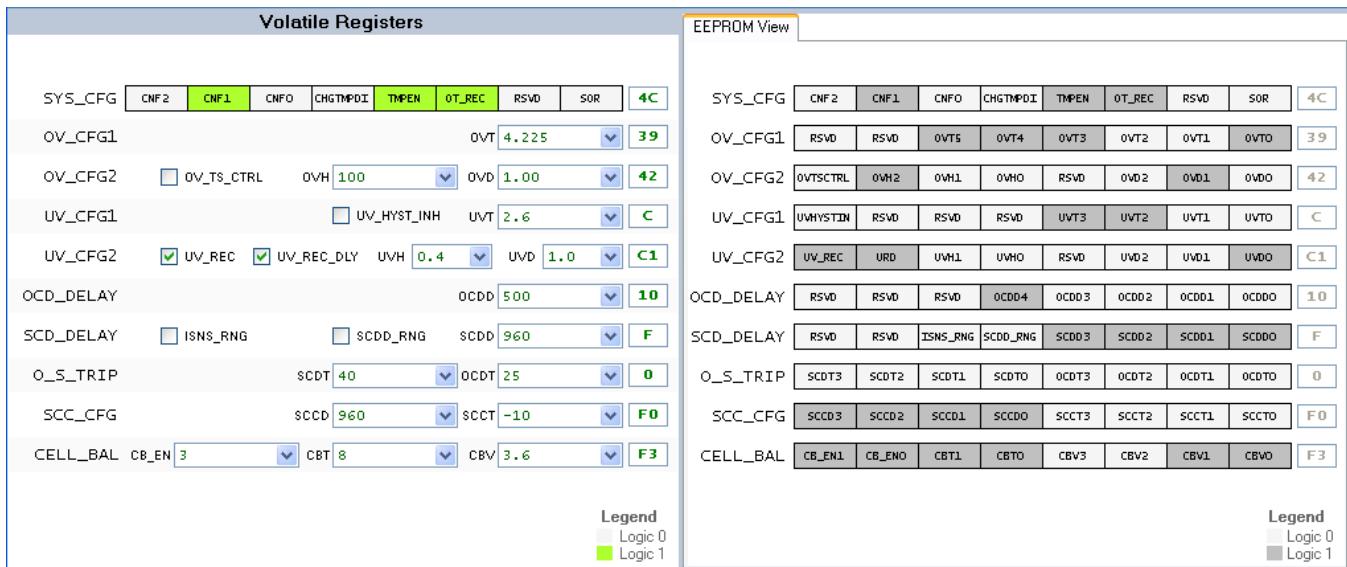 Volatile Registers
SYS_CFG CNF2 CNF1 CNF0 CHGTMPDI TMPEN OT_REC RSVD SOR 4C
OV_CFG1 OVT 4.225 39
OV_CFG2 OV_TS_CTRL OVH 100 OVD 1.00 42
UV_CFG1 UV_HYST_INH UVT 2.6 C
UV_CFG2 UV_REC UV_REC_DLY UVH 0.4 UVD 1.0 C1
OCD_DELAY OCDD 500 10
SCD_DELAY ISNS_RNG SCDD_RNG SCDD 960 F
O_S_TRIP SCDT 40 OCDT 25 0
SCC_CFG SCCD 960 SCCT -10 F0
CELL_BAL CB_EN 3 CBT 8 CBV 3.6 F3
Legend
Logic 0
Logic 1
EEPROM View
SYS_CFG CNF2 CNF1 CNF0 CHGTMPDI TMPEN OT_REC RSVD SOR 4C
OV_CFG1 RSVD RSVD OVT5 OVT4 OVT3 OVT2 OVT1 OVT0 39
OV_CFG2 OVTSCTRL OVH2 OVH1 OVH0 RSVD OVD2 OVD1 OVD0 42
UV_CFG1 UVHYSTIN RSVD RSVD RSVD UVT3 UVT2 UVT1 UVT0 C
UV_CFG2 UV_REC URD UVH1 UVH0 RSVD UVD2 UVD1 UVD0 C1
OCD_DELAY RSVD RSVD RSVD OCDD4 OCDD3 OCDD2 OCDD1 OCDD0 10
SCD_DELAY RSVD RSVD ISNS_RNG SCDD_RNG SCDD3 SCDD2 SCDD1 SCDD0 F
O_S_TRIP SCDT3 SCDT2 SCDT1 SCDT0 OCDT3 OCDT2 OCDT1 OCDT0 0
SCC_CFG SCCD3 SCCD2 SCCD1 SCCD0 SCCT3 SCCT2 SCCT1 SCCT0 F0
CELL_BAL CB_EN1 CB_EN0 CBT1 CBT0 CBV3 CBV2 CBV1 CBV0 F3
Legend
Logic 0
Logic 1